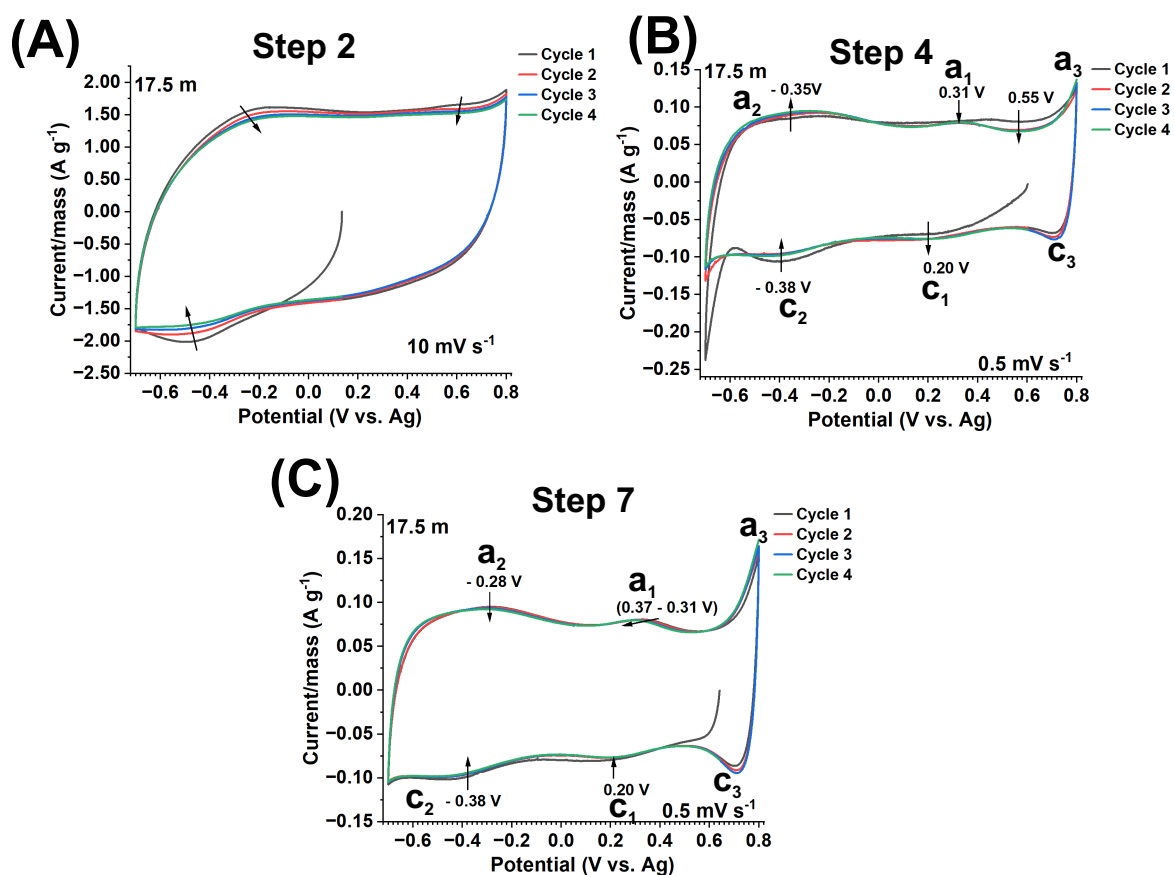 (A)
Step 2
17.5 m
Cycle 1
Cycle 2
Cycle 3
Cycle 4
2.00
1.50
1.00
0.50
0.00
−0.50
−1.00
−1.50
−2.00
−2.50
Current/mass (A g-1)
10 mV s-1
−0.6 −0.4 −0.2 0.0 0.2 0.4 0.6 0.8
Potential (V vs. Ag)
(B)
Step 4
17.5 m
a2
- 0.35V
a1
0.31 V
0.55 V
a3
Cycle 1
Cycle 2
Cycle 3
Cycle 4
0.15
0.10
0.05
0.00
−0.05
−0.10
−0.15
−0.20
−0.25
Current/mass (A g-1)
- 0.38 V
c2
0.20 V
c1
c3
0.5 mV s-1
−0.6 −0.4 −0.2 0.0 0.2 0.4 0.6 0.8
Potential (V vs. Ag)
(C)
Step 7
17.5 m
a2
- 0.28 V
a1
(0.37 - 0.31 V)
a3
Cycle 1
Cycle 2
Cycle 3
Cycle 4
0.20
0.15
0.10
0.05
0.00
−0.05
−0.10
−0.15
Current/mass (A g-1)
c2
- 0.38 V
0.20 V
c1
c3
0.5 mV s-1
−0.6 −0.4 −0.2 0.0 0.2 0.4 0.6 0.8
Potential (V vs. Ag)